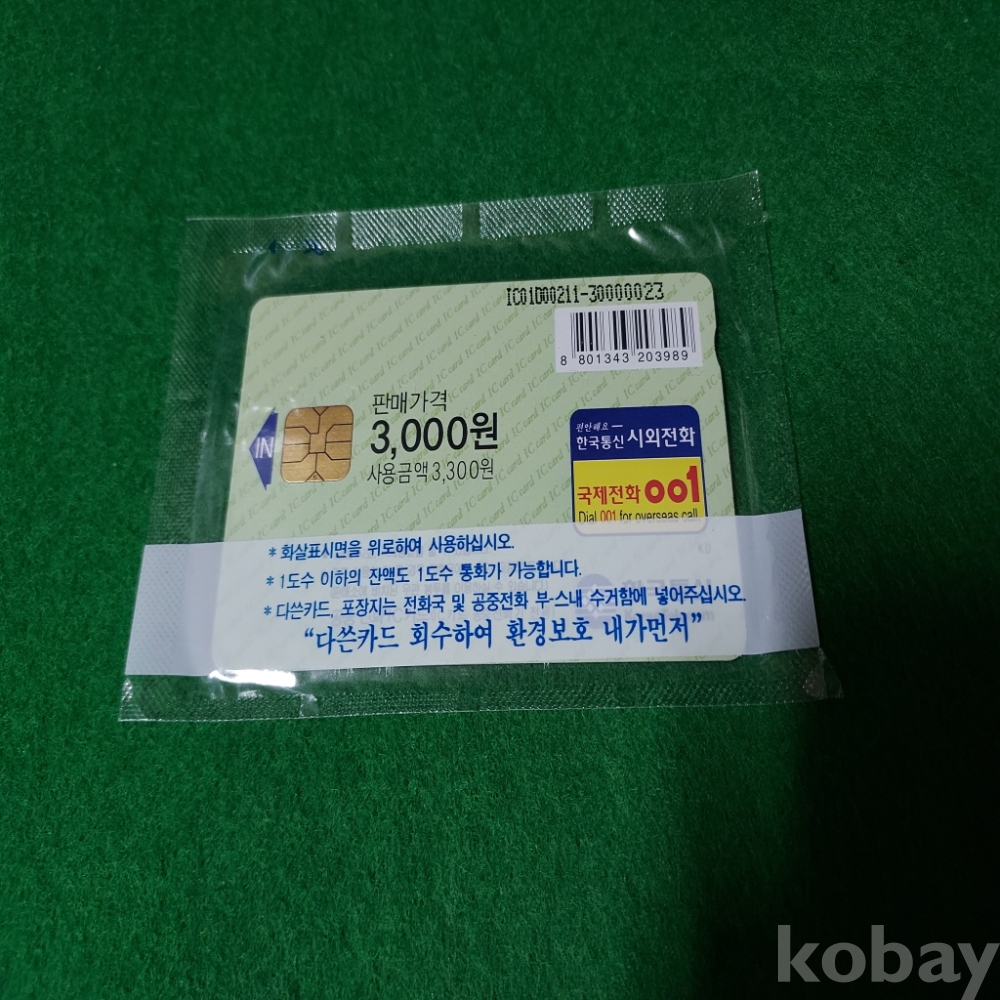 IC01D00211-30000023
8 801343 203989
판매가격
3,000원
사용금액 3,300원
IN
편안해요
한국통신 시외전화
국제전화 001
Dial 001 for overseas call
* 화살표시면을 위로하여 사용하십시오.
* 1도수 이하의 잔액도 1도수 통화가 가능합니다.
* 다쓴카드, 포장지는 전화국 및 공중전화 부스내 수거함에 넣어주십시오.
"다쓴카드 회수하여 환경보호 내가먼저"
kobay